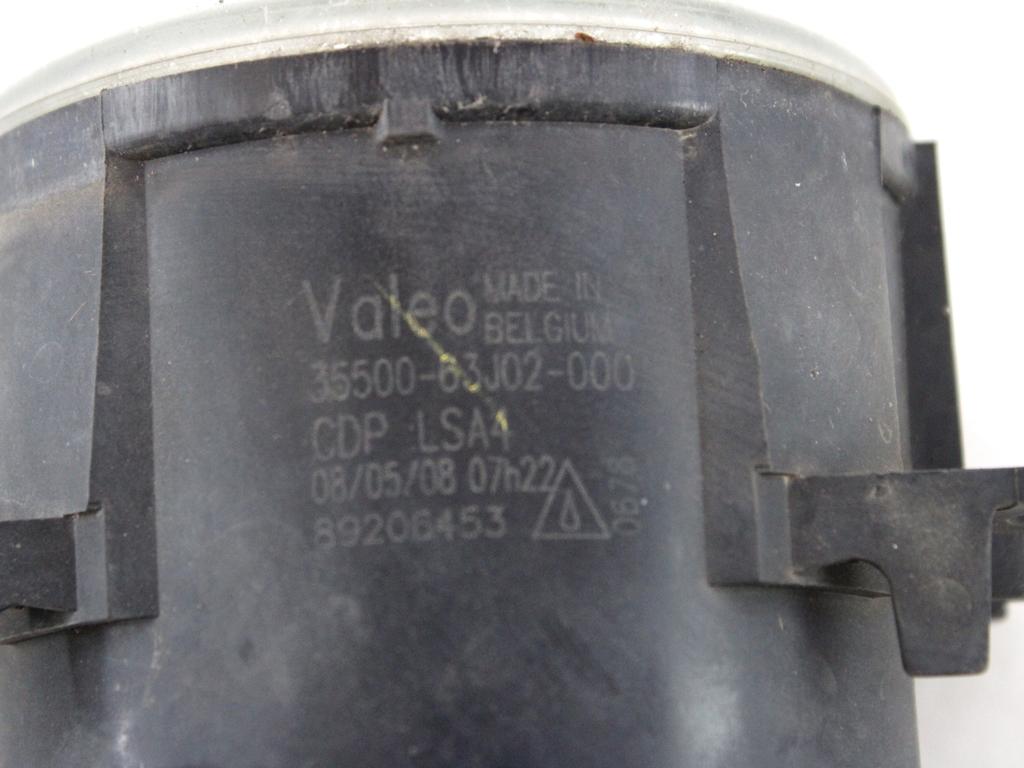 Valeo MADE IN
BELGIUM
35500-63J02-000
CDP LSA4
08/05/08 07h22
89206453
0678